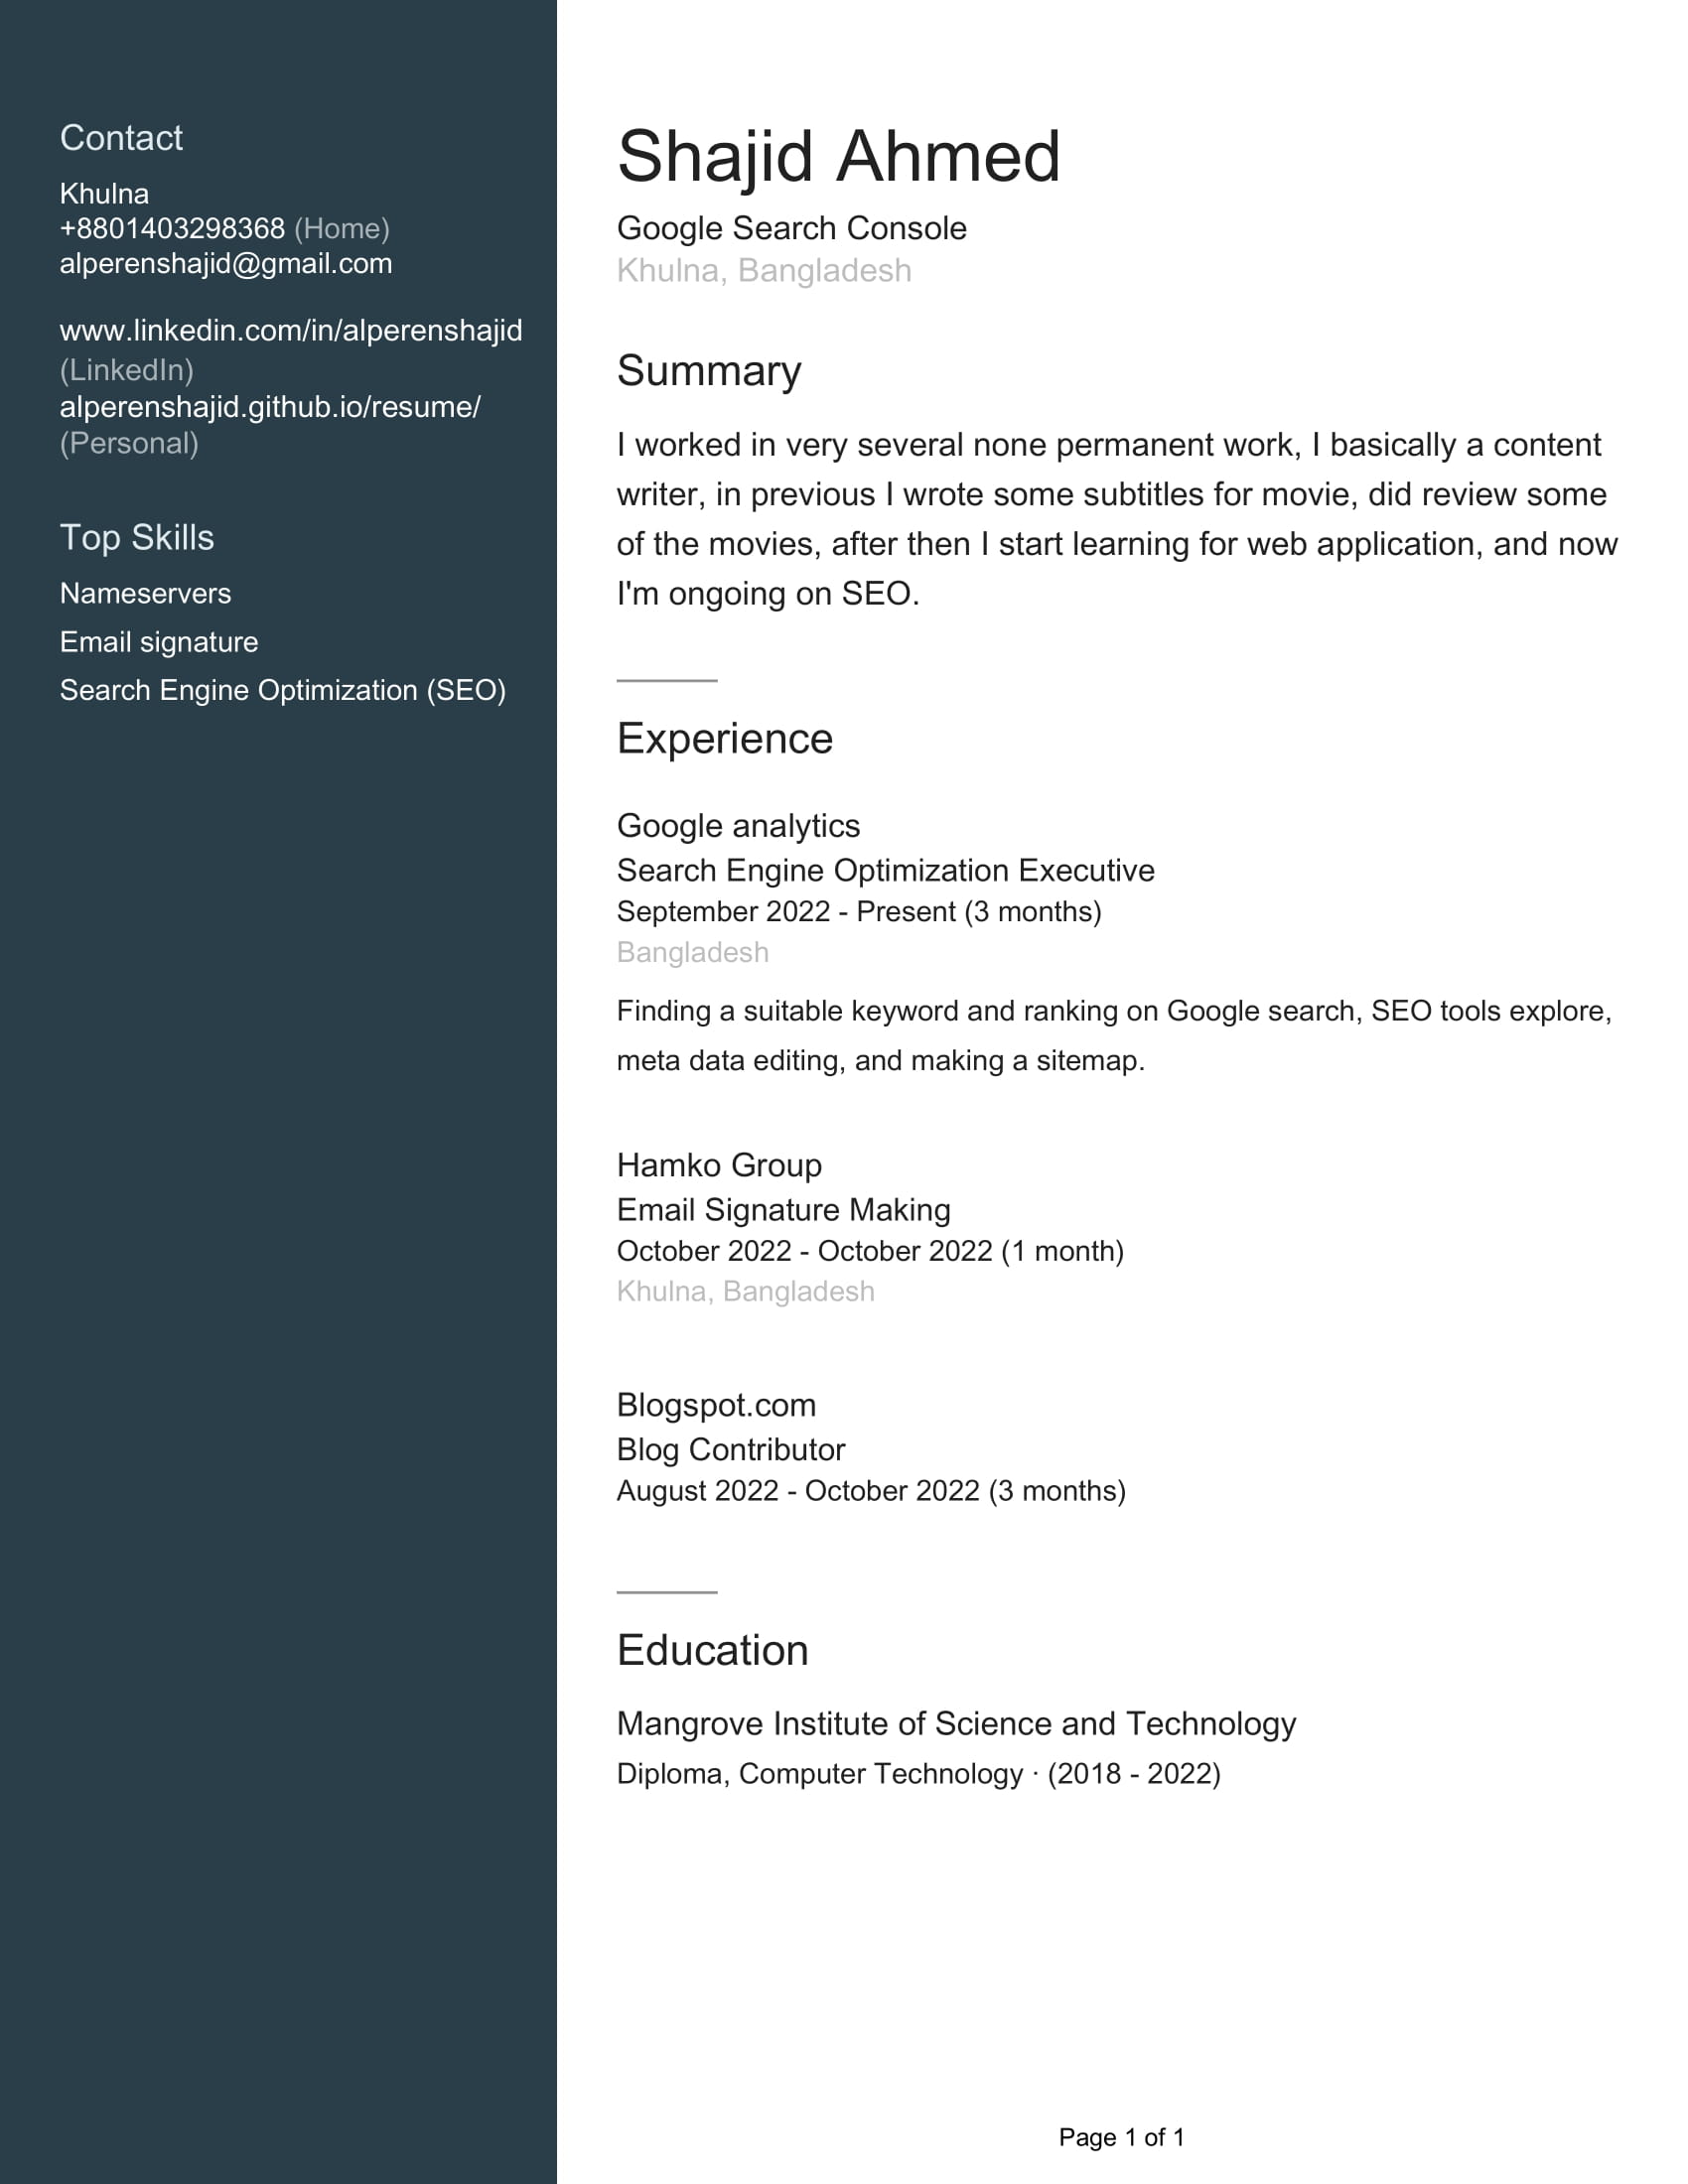 Contact
Khulna
+8801403298368 (Home)
alperenshajid@gmail.com
www.linkedin.com/in/alperenshajid
(LinkedIn)
alperenshajid.github.io/resume/
(Personal)
Top Skills
Nameservers
Email signature
Search Engine Optimization (SEO)
Shajid Ahmed
Google Search Console
Khulna, Bangladesh
Summary
I worked in very several none permanent work, I basically a content
writer, in previous I wrote some subtitles for movie, did review some
of the movies, after then I start learning for web application, and now
I'm ongoing on SEO.
Experience
Google analytics
Search Engine Optimization Executive
September 2022 - Present (3 months)
Bangladesh
Finding a suitable keyword and ranking on Google search, SEO tools explore,
meta data editing, and making a sitemap.
Hamko Group
Email Signature Making
October 2022 - October 2022 (1 month)
Khulna, Bangladesh
Blogspot.com
Blog Contributor
August 2022 - October 2022 (3 months)
Education
Mangrove Institute of Science and Technology
Diploma, Computer Technology · (2018 - 2022)
Page 1 of 1